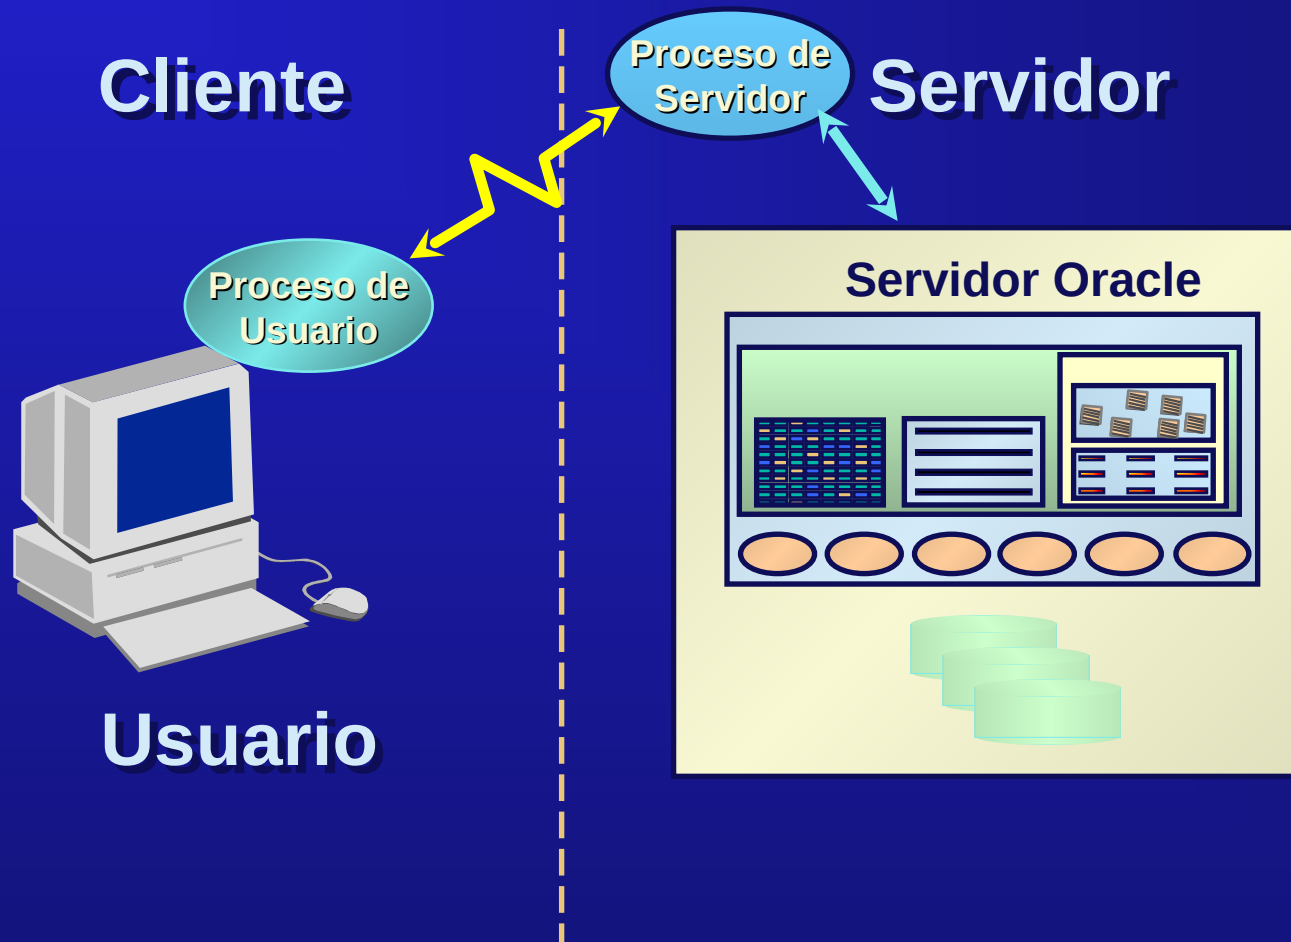 Cliente
Proceso de
Servidor
Servidor
Proceso de
Usuario
Servidor Oracle
Usuario